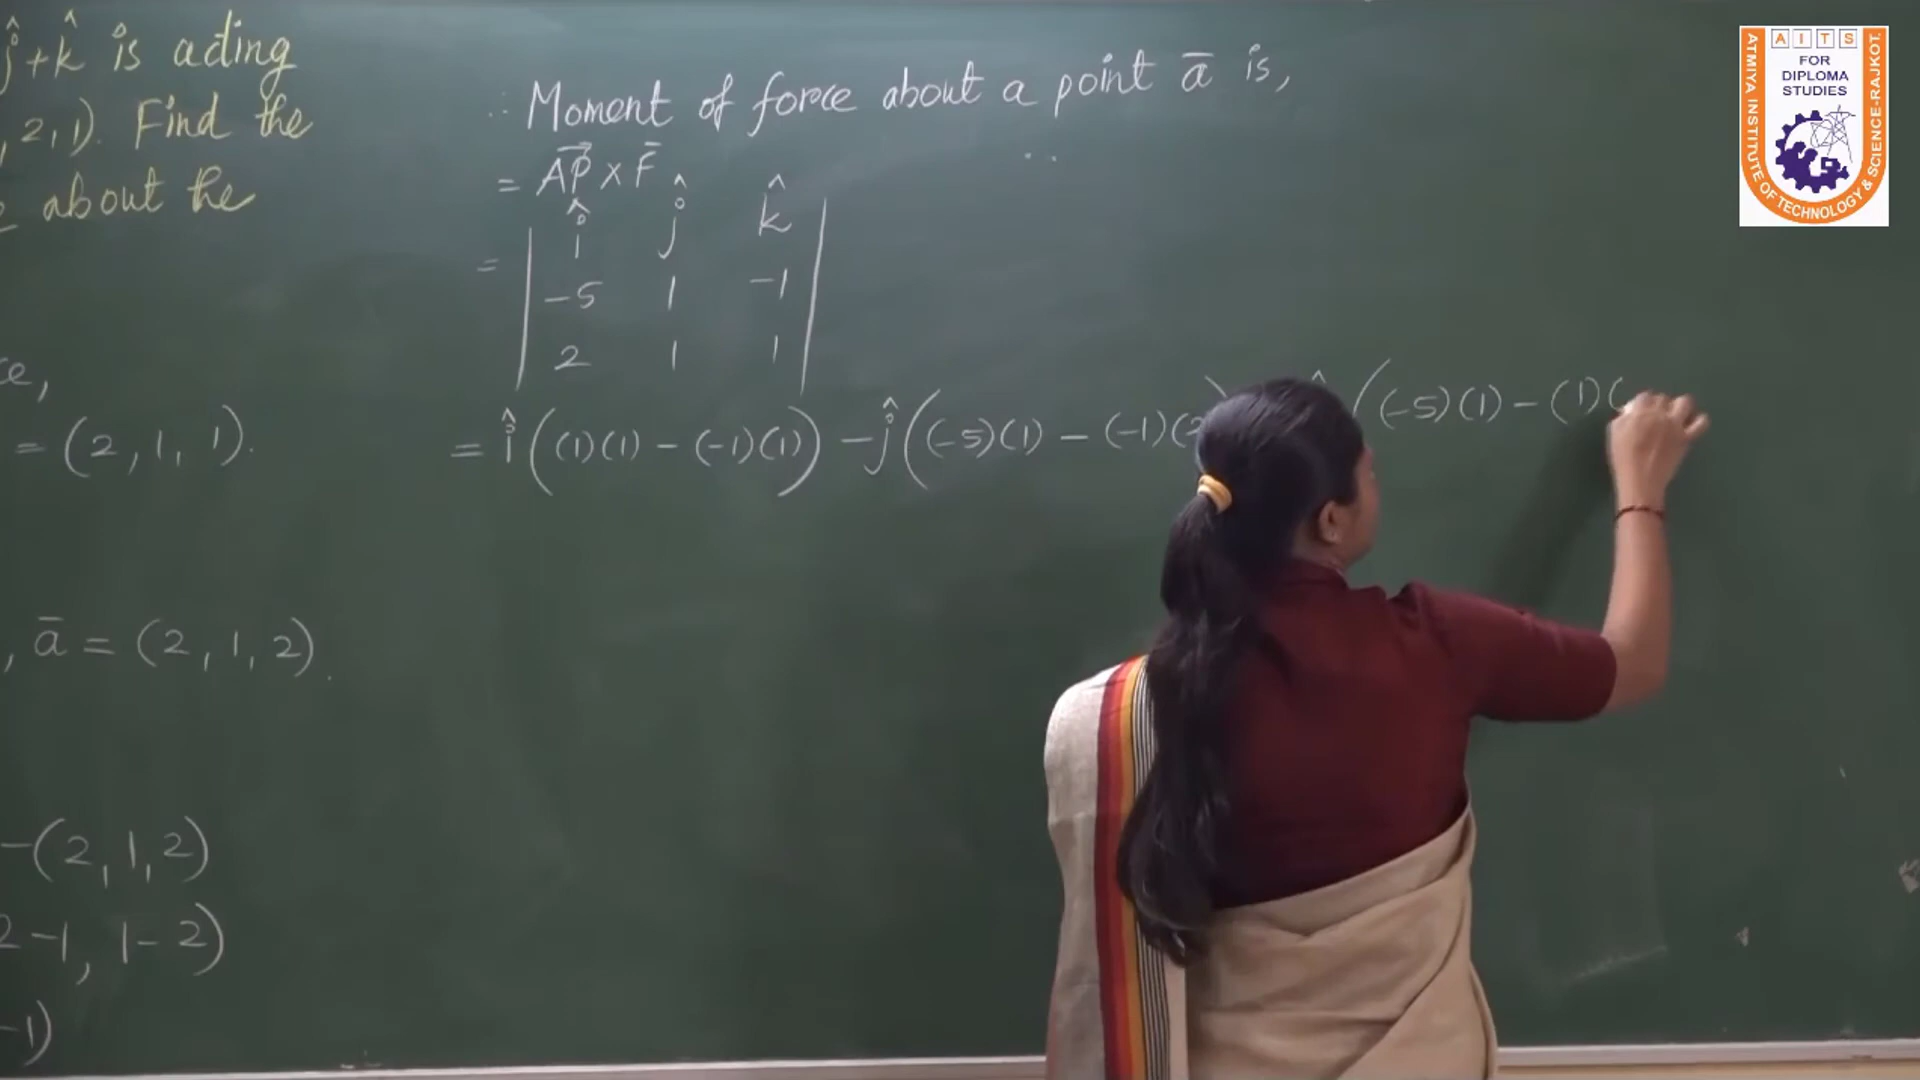 ĵ+k̂ is acting
, 2, 1). Find the
about the
= (2, 1, 1).
, a̅ = (2, 1, 2).
-(2, 1, 2)
2-1, 1-2)
-1)
∴ Moment of force about a point a̅ is,
= AP × F̅
= | î ĵ k̂ |
| -5 1 -1 |
| 2 1 1 |
= î ((1)(1) - (-1)(1)) - ĵ ((-5)(1) - (-1)(2 ) ((-5)(1) - (1)(
AITS
FOR
DIPLOMA
STUDIES
ATMIYA INSTITUTE OF TECHNOLOGY & SCIENCE-RAJKOT.